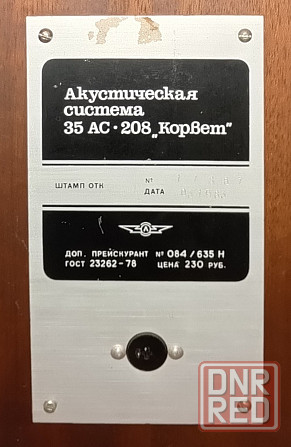 Акустическая
система
35 АС · 208 „Корвет"
ШТАМП ОТК
№
ДАТА
А
ДОП. ПРЕЙСКУРАНТ № 084/635 Н
ГОСТ 23262-78 ЦЕНА 230 РУБ.
DNR
RED